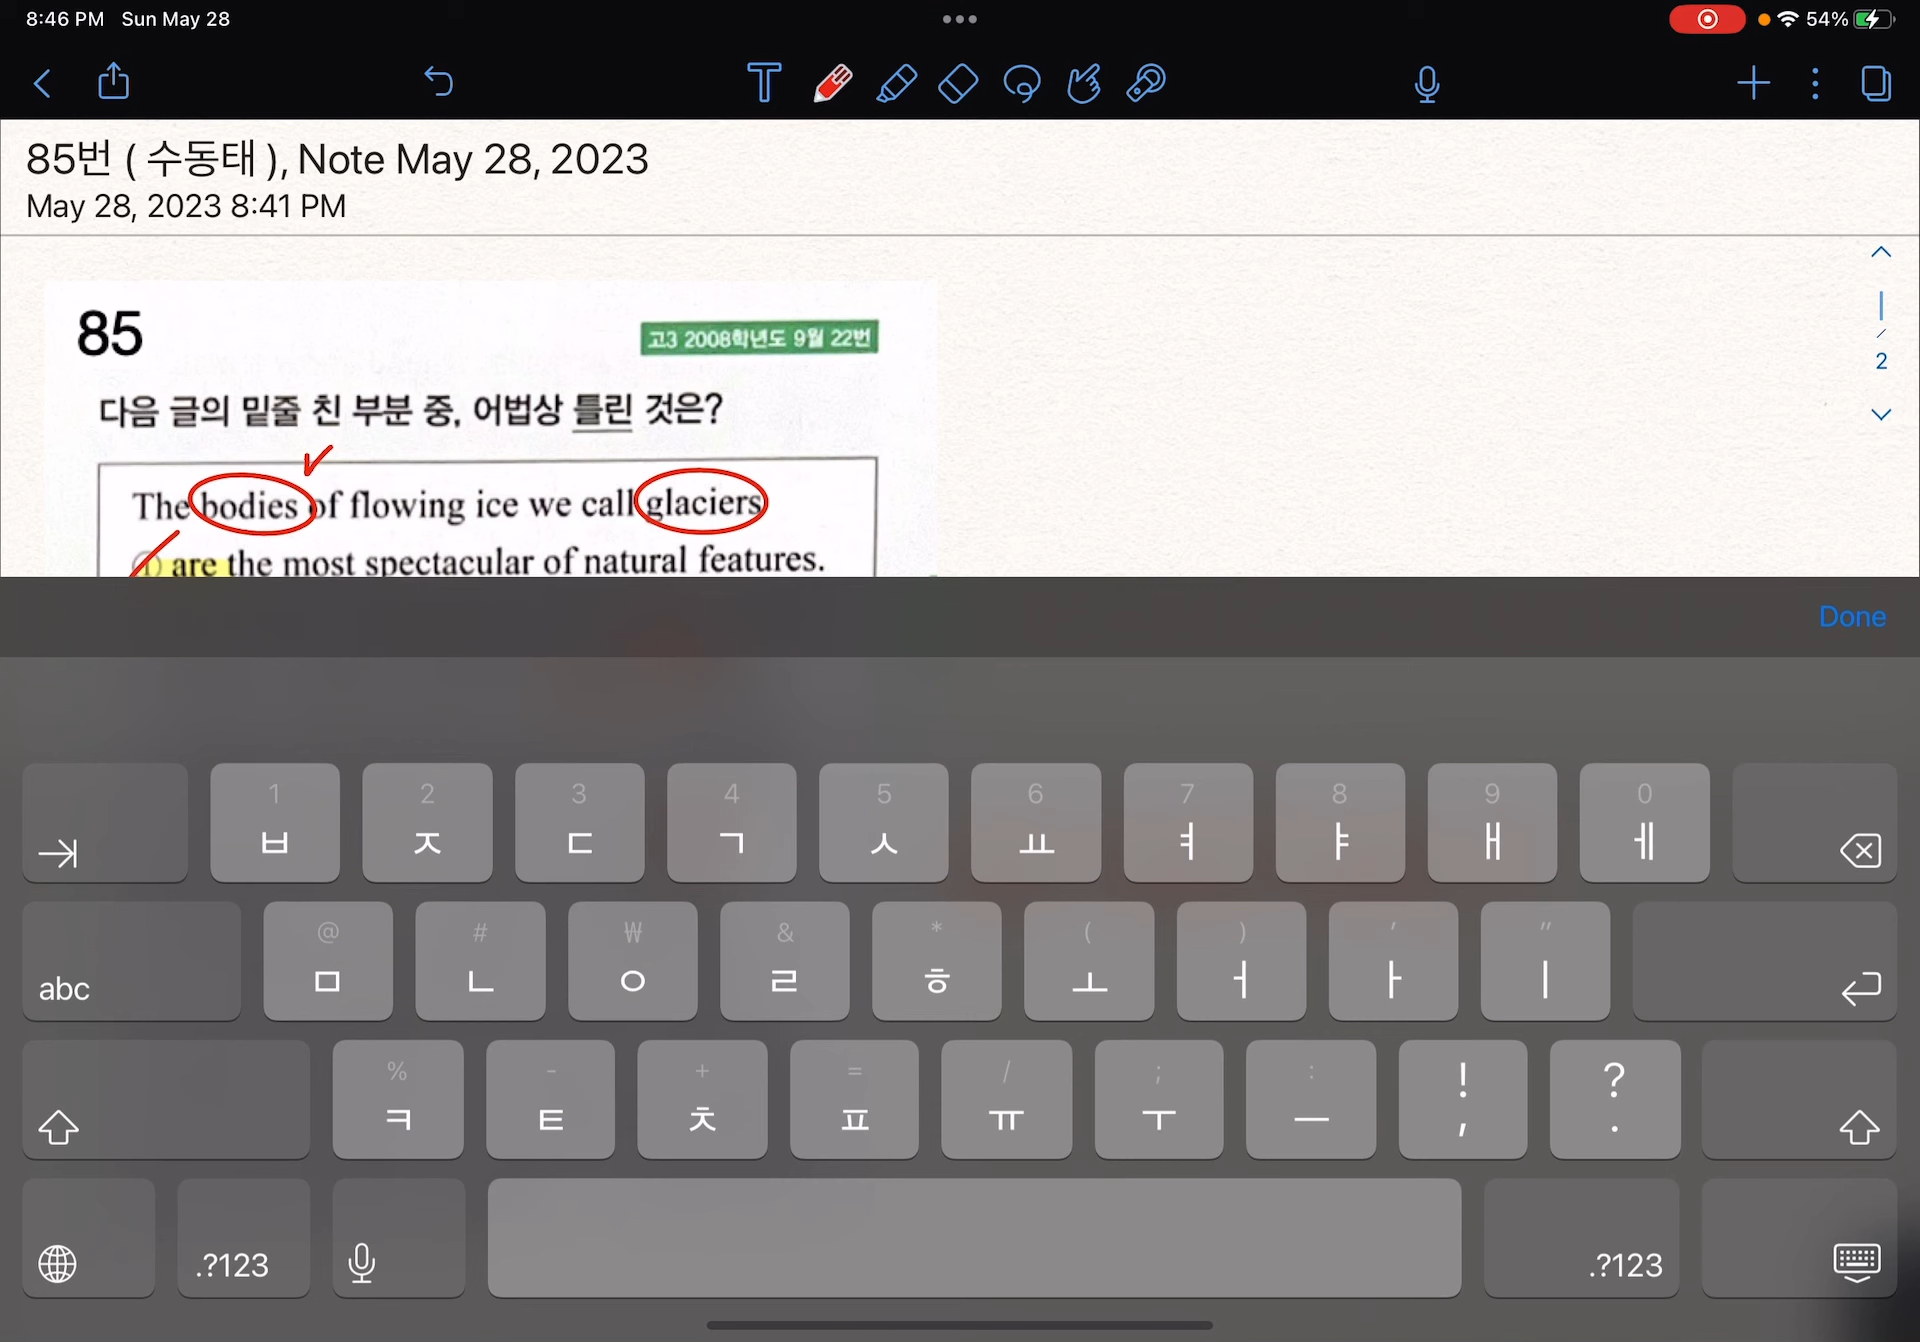 8:46 PM Sun May 28
54%
85번 ( 수동태 ), Note May 28, 2023
May 28, 2023 8:41 PM
85
고3 2008학년도 9월 22번
다음 글의 밑줄 친 부분 중, 어법상 틀린 것은?
The bodies of flowing ice we call glaciers
① are the most spectacular of natural features.
2
Done
1 2 3 4 5 6 7 8 9 0
ㅂ ㅈ ㄷ ㄱ ㅅ ㅛ ㅕ ㅑ ㅐ ㅔ
@ # ₩ & * ( ) ' "
abc ㅁ ㄴ ㅇ ㄹ ㅎ ㅗ ㅓ ㅏ ㅣ
% - + = / ; : ! ?
ㅋ ㅌ ㅊ ㅍ ㅠ ㅜ ㅡ , .
.?123 .?123